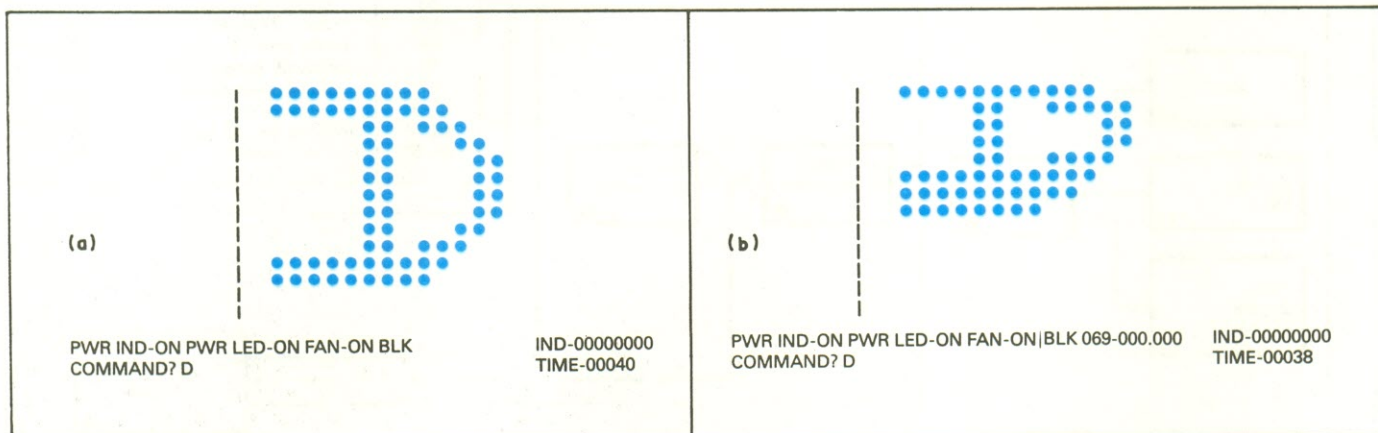 (a)
PWR IND-ON PWR LED-ON FAN-ON BLK
COMMAND? D
IND-00000000
TIME-00040
(b)
PWR IND-ON PWR LED-ON FAN-ON|BLK 069-000.000
COMMAND? D
IND-00000000
TIME-00038